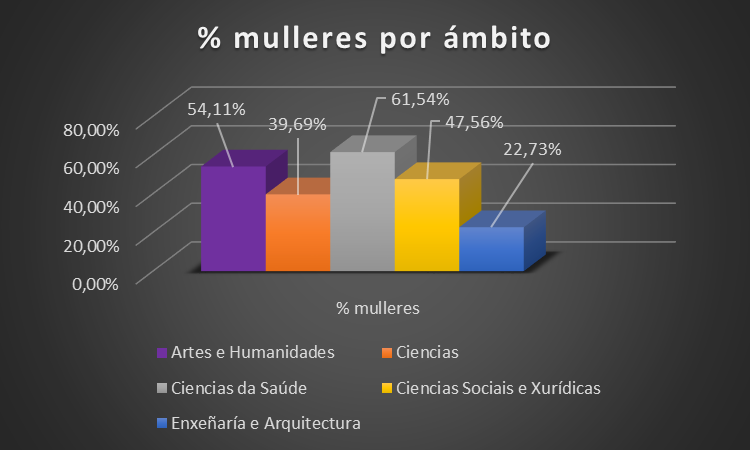 % mulleres por ámbito
61,54%
54,11%
39,69%
47,56%
22,73%
80,00%
60,00%
40,00%
20,00%
0,00%
% mulleres
Artes e Humanidades
Ciencias
Ciencias da Saúde
Ciencias Sociais e Xurídicas
Enxeñaría e Arquitectura